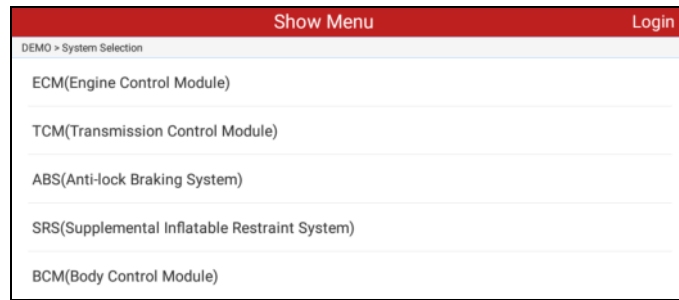 Show Menu Login
DEMO > System Selection
ECM(Engine Control Module)
TCM(Transmission Control Module)
ABS(Anti-lock Braking System)
SRS(Supplemental Inflatable Restraint System)
BCM(Body Control Module)